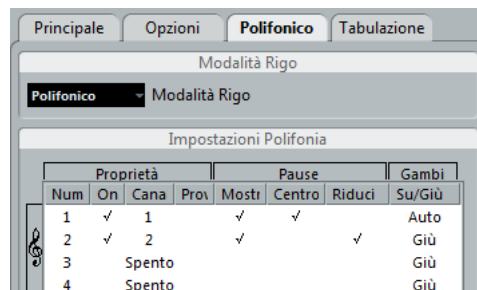 Principale Opzioni Polifonico Tabulazione
Modalità Rigo
Polifonico Modalità Rigo
Impostazioni Polifonia
Proprietà Pause Gambi
Num On Cana Prov Mostr Centro Riduci Su/Giù
1 √ 1 √ √ Auto
2 √ 2 √ √ Giù
3 Spento Giù
4 Spento Giù